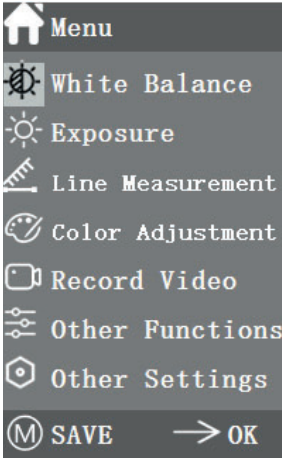 Menu
White Balance
Exposure
Line Measurement
Color Adjustment
Record Video
Other Functions
Other Settings
M SAVE → OK